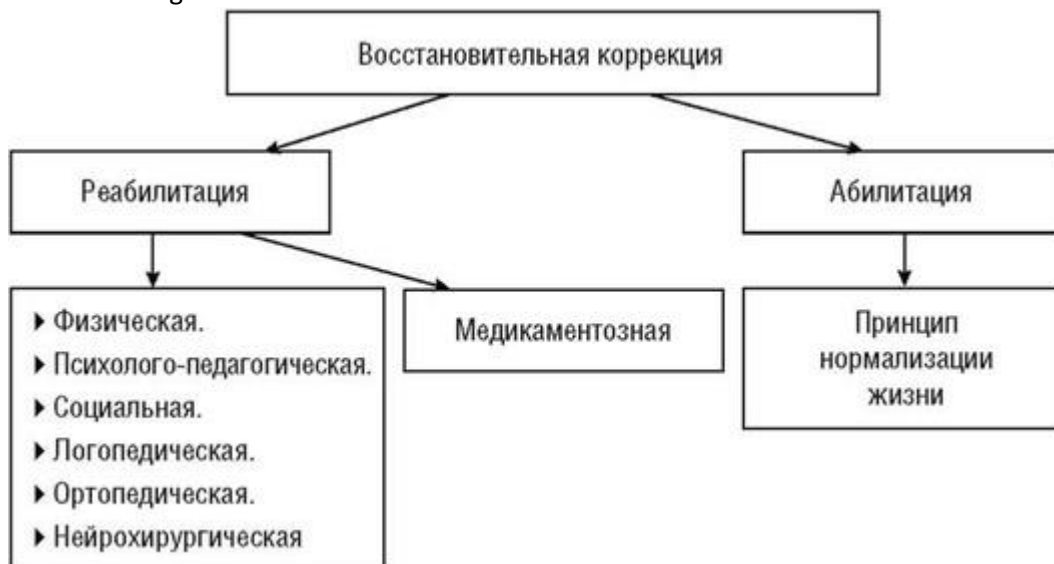 Восстановительная коррекция
Реабилитация
Абилитация
Физическая.
Психолого-педагогическая.
Социальная.
Логопедическая.
Ортопедическая.
Нейрохирургическая
Медикаментозная
Принцип
нормализации
жизни